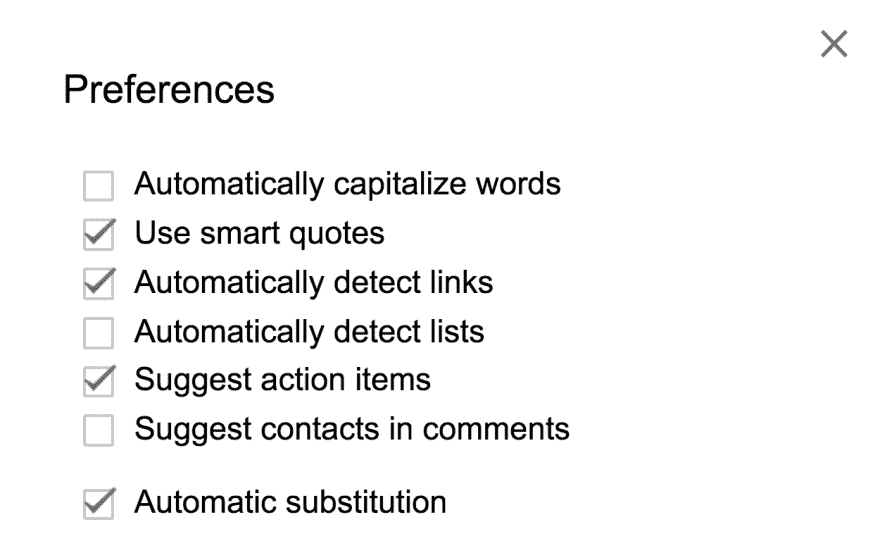 Preferences
Automatically capitalize words
Use smart quotes
Automatically detect links
Automatically detect lists
Suggest action items
Suggest contacts in comments
Automatic substitution